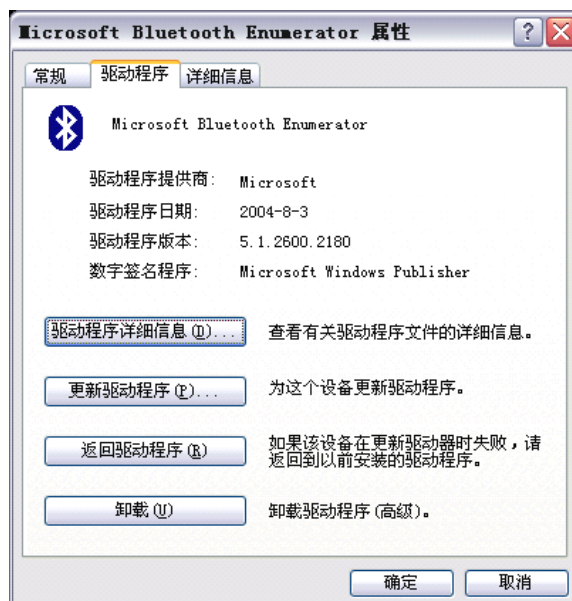 Microsoft Bluetooth Enumerator 属性
常规 驱动程序 详细信息
Microsoft Bluetooth Enumerator
驱动程序提供商: Microsoft
驱动程序日期: 2004-8-3
驱动程序版本: 5.1.2600.2180
数字签名程序: Microsoft Windows Publisher
驱动程序详细信息(D)... 查看有关驱动程序文件的详细信息。
更新驱动程序(P)... 为这个设备更新驱动程序。
返回驱动程序(R) 如果该设备在更新驱动器时失败，请
返回到以前安装的驱动程序。
卸载(U) 卸载驱动程序(高级)。
确定 取消